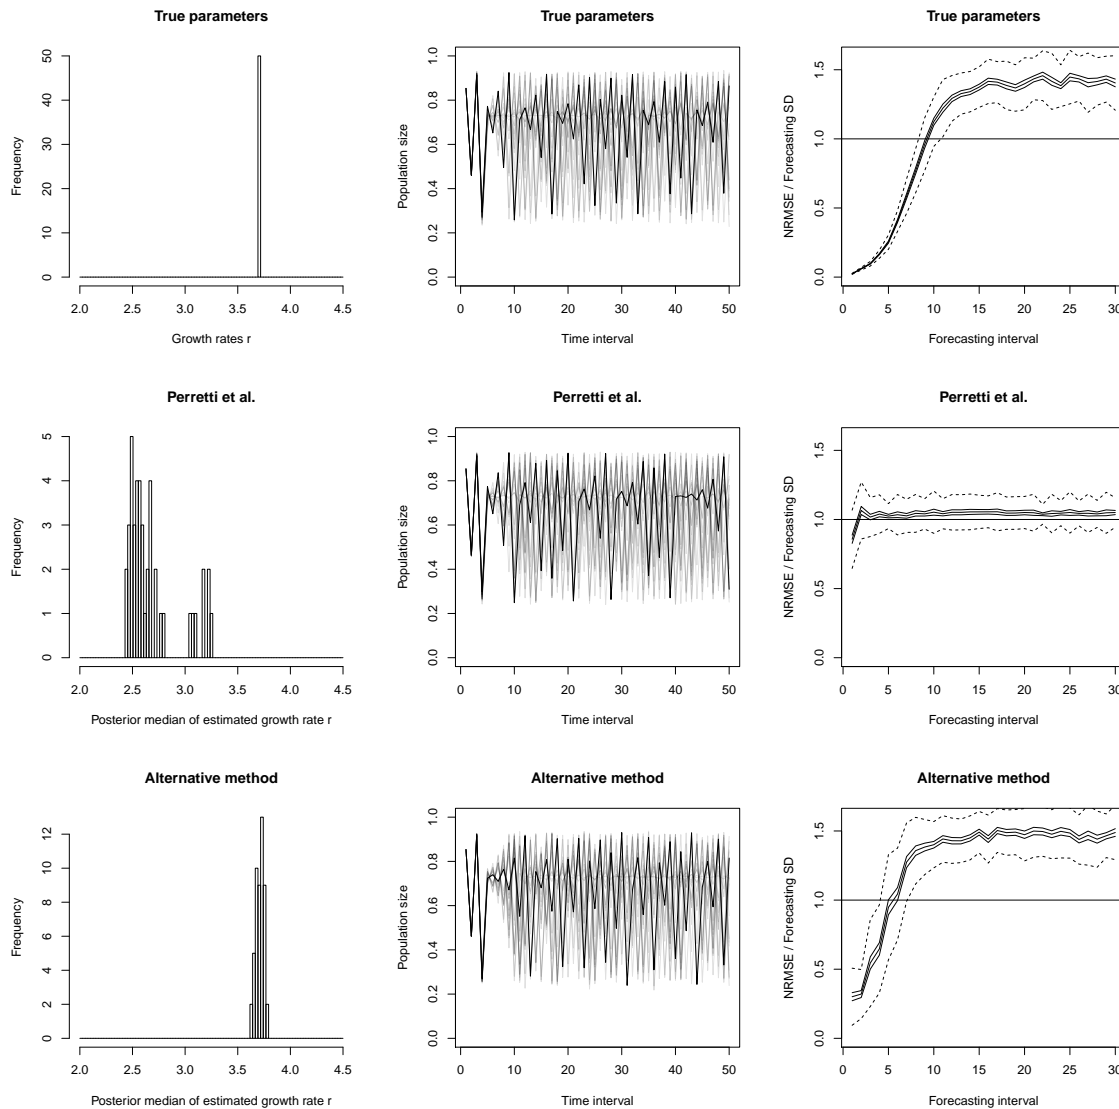 True parameters
True parameters
True parameters
Frequency
0 10 20 30 40 50
2.0 2.5 3.0 3.5 4.0 4.5
Growth rates r
Population size
0.0 0.2 0.4 0.6 0.8 1.0
0 10 20 30 40 50
Time interval
NRMSE / Forecasting SD
0.0 0.5 1.0 1.5
0 5 10 15 20 25 30
Forecasting interval
Perretti et al.
Perretti et al.
Perretti et al.
Frequency
0 1 2 3 4 5
2.0 2.5 3.0 3.5 4.0 4.5
Posterior median of estimated growth rate r
Population size
0.0 0.2 0.4 0.6 0.8 1.0
0 10 20 30 40 50
Time interval
NRMSE / Forecasting SD
0.0 0.5 1.0 1.5
0 5 10 15 20 25 30
Forecasting interval
Alternative method
Alternative method
Alternative method
Frequency
0 2 4 6 8 10 12
2.0 2.5 3.0 3.5 4.0 4.5
Posterior median of estimated growth rate r
Population size
0.0 0.2 0.4 0.6 0.8 1.0
0 10 20 30 40 50
Time interval
NRMSE / Forecasting SD
0.0 0.5 1.0 1.5
0 5 10 15 20 25 30
Forecasting interval